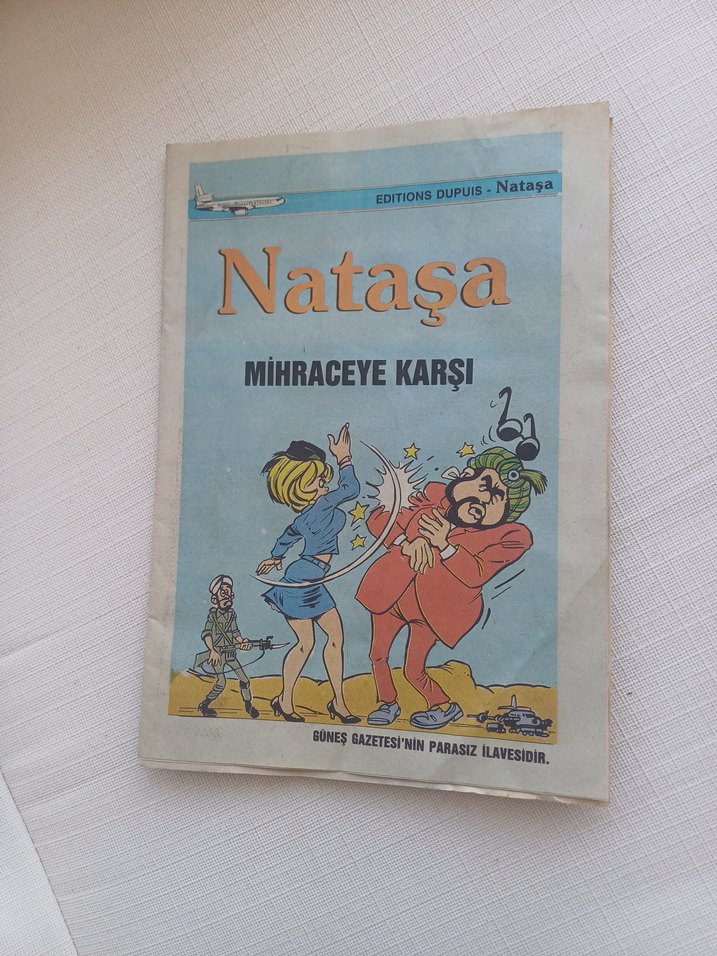 EDITIONS DUPUIS - Nataşa
Nataşa
MİHRACEYE KARŞI
GÜNEŞ GAZETESİ'NİN PARASIZ İLAVESİDİR.